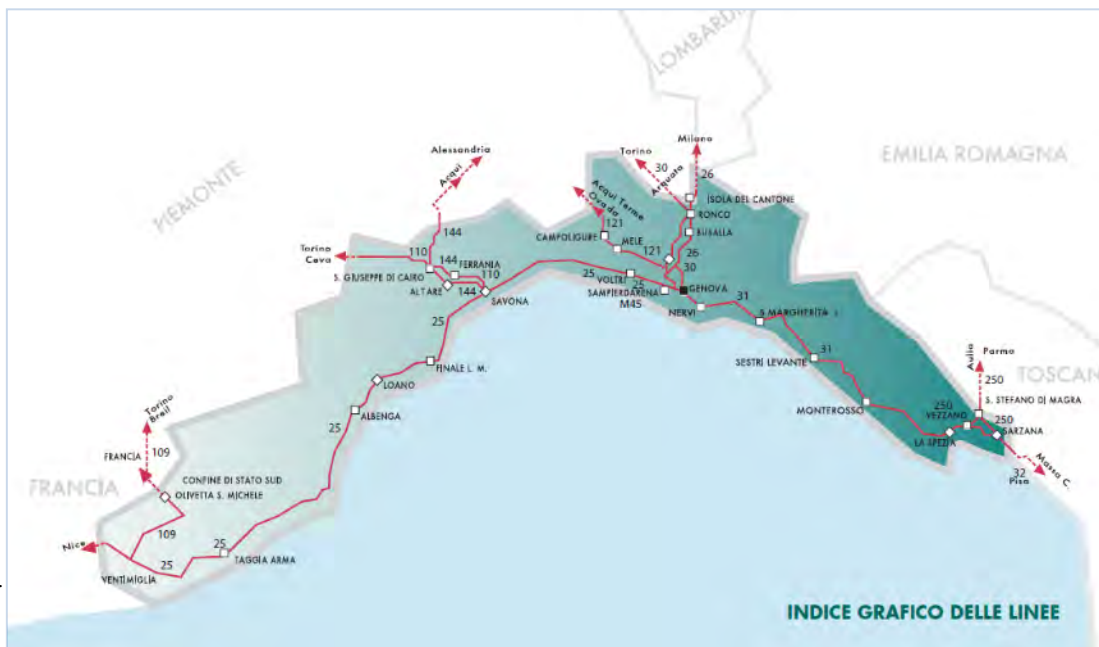 LOMBARDI
EMILIA ROMAGNA
PIEMONTE
TOSCAN
FRANCIA
Alessandria
Acqui
144
Torino
30
Arquata
Milano
26
Acqui Terme
Ovada
121
ISOLA DEL CANTONE
RONCO
BUSALLA
CAMPOLIGURE
MELE
121
26
30
Torino
Ceva
110
144
FERRANIA
110
S. GIUSEPPE DI CAIRO
ALTARE
144
SAVONA
25
VOLTRI
25
SAMPIERDARENA
M45
GENOVA
NERVI
31
S MARGHERITA L
31
SESTRI LEVANTE
MONTEROSSO
25
FINALE L. M.
LOANO
ALBENGA
25
Aulla
Parma
250
S. STEFANO DI MAGRA
250
VEZZANO
250
LA SPEZIA
SARZANA
32
Pisa
Massa C.
Torino
Breil
109
FRANCIA
CONFINE DI STATO SUD
OLIVETTA S. MICHELE
109
Nice
VENTIMIGLIA
25
25
TAGGIA ARMA
INDICE GRAFICO DELLE LINEE